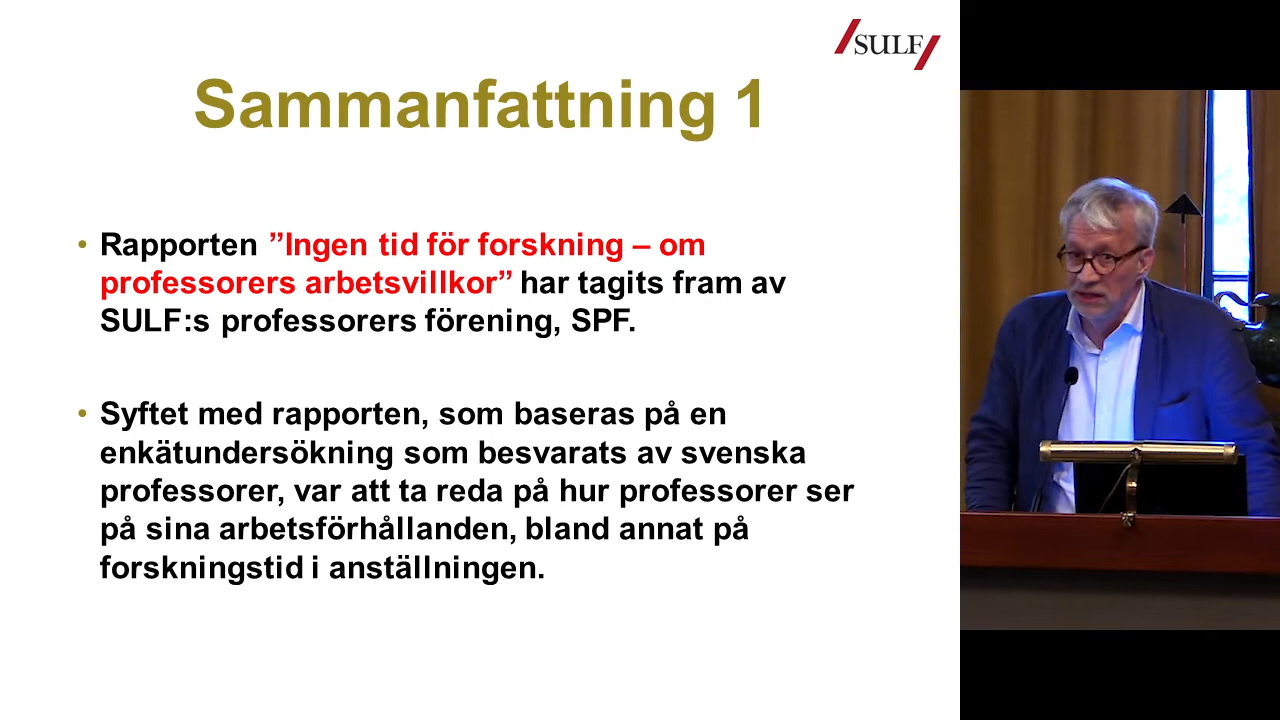 SULF
Sammanfattning 1
• Rapporten ”Ingen tid för forskning – om
professorers arbetsvillkor” har tagits fram av
SULF:s professorers förening, SPF.
• Syftet med rapporten, som baseras på en
enkätundersökning som besvarats av svenska
professorer, var att ta reda på hur professorer ser
på sina arbetsförhållanden, bland annat på
forskningstid i anställningen.